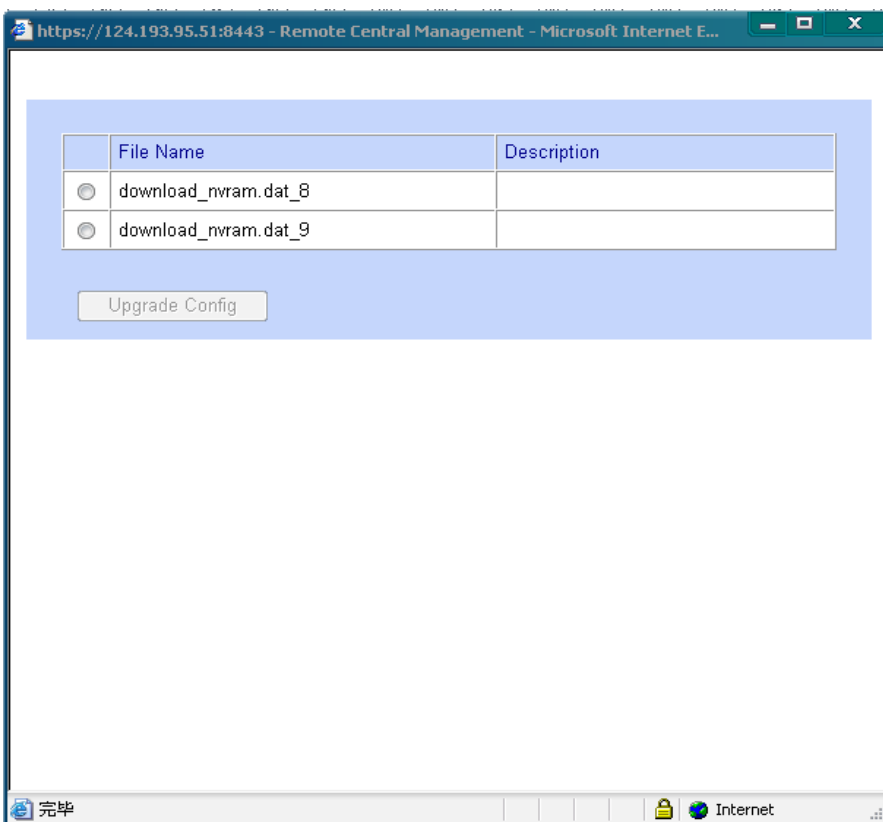 https://124.193.95.51:8443 - Remote Central Management - Microsoft Internet E...
File Name Description
download_nvram.dat_8
download_nvram.dat_9
Upgrade Config
完毕 Internet